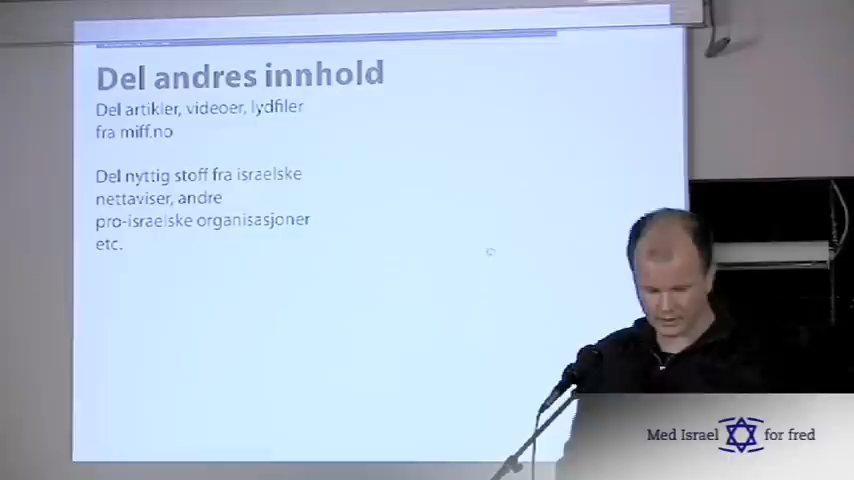 Del andres innhold
Del artikler, videoer, lydfiler
fra miff.no
Del nyttig stoff fra israelske
nettaviser, andre
pro-israelske organisasjoner
etc.
Med Israel for fred